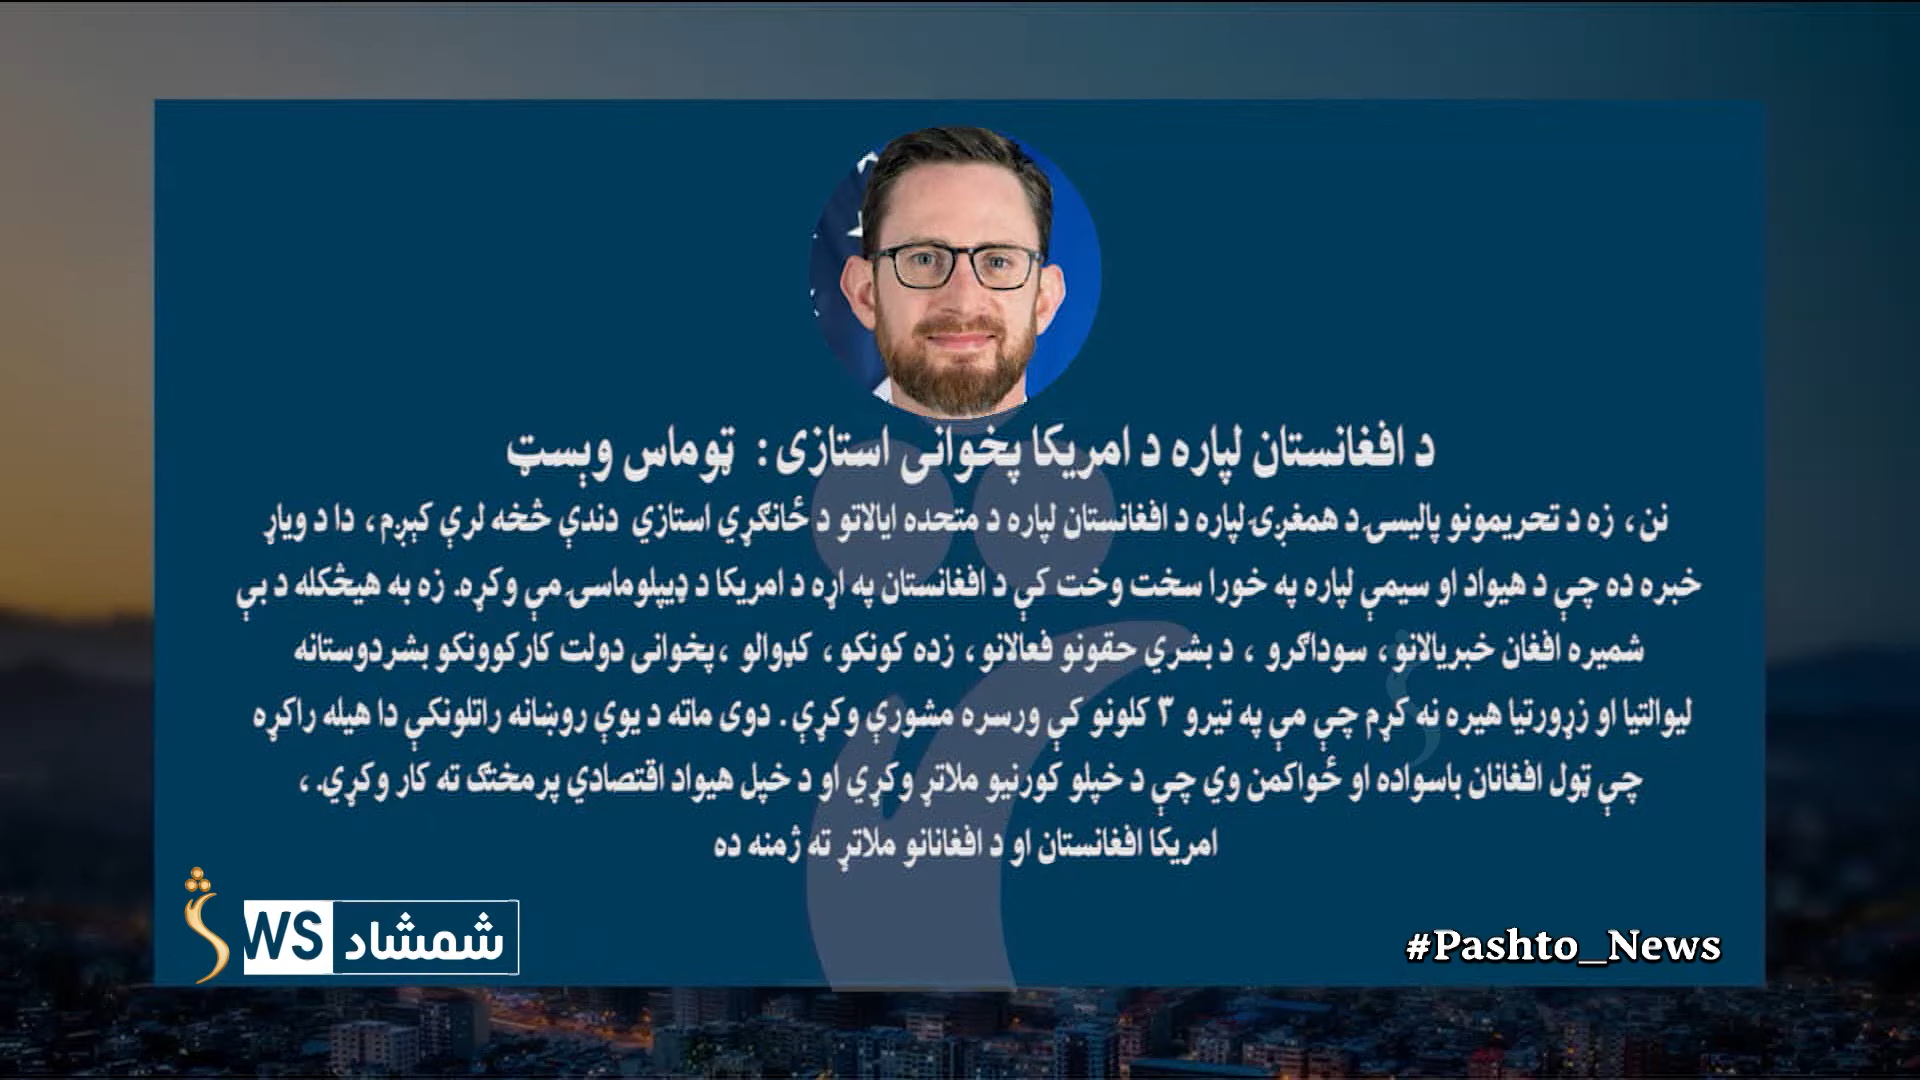 د افغانستان لپاره د امریکا پخوانی استازی: ټوماس وېسټ
نن، زه د تحریمونو پالیسۍ د همغږۍ لپاره د افغانستان لپاره د متحده ایالاتو د ځانګړي استازي دندې څخه لرې کېږم، دا د ویاړ
خبره ده چې د هیواد او سیمې لپاره په خورا سخت وخت کې د افغانستان په اړه د امریکا د ډیپلوماسۍ مې وکړه. زه به هیڅکله د بې
شمیره افغان خبریالانو، سوداګرو ، د بشري حقونو فعالانو، زده کونکو، کډوالو ،پخوانی دولت کارکوونکو بشردوستانه
لیوالتیا او زړورتیا هیره نه کړم چې مې په تیرو ۳ کلونو کې ورسره مشورې وکړې. دوی ماته د یوې روښانه راتلونکې دا هیله راکړه
چې ټول افغانان باسواده او ځواکمن وي چې د خپلو کورنیو ملاتړ وکړي او د خپل هیواد اقتصادي پرمختګ ته کار وکړي. ،
امریکا افغانستان او د افغانانو ملاتړ ته ژمنه ده
WS شمشاد
#Pashto_News